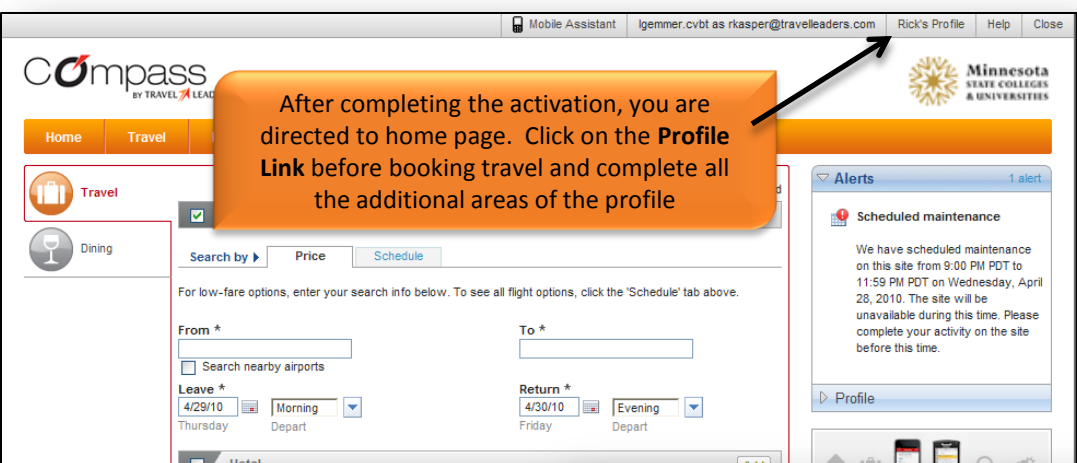 Mobile Assistant lgemmer.cvbt as rkasper@travelleaders.com Rick's Profile Help Close
Compass
BY TRAVEL LEAD
Minnesota
STATE COLLEGES
& UNIVERSITIES
After completing the activation, you are
directed to home page. Click on the Profile
Link before booking travel and complete all
the additional areas of the profile
Home Travel
Travel
Dining
Search by Price Schedule
For low-fare options, enter your search info below. To see all flight options, click the 'Schedule' tab above.
From * To *
Search nearby airports
Leave * Return *
4/29/10 Morning 4/30/10 Evening
Thursday Depart Friday Depart
Hotel
Alerts 1 alert
Scheduled maintenance
We have scheduled maintenance
on this site from 9:00 PM PDT to
11:59 PM PDT on Wednesday, April
28, 2010. The site will be
unavailable during this time. Please
complete your activity on the site
before this time.
Profile